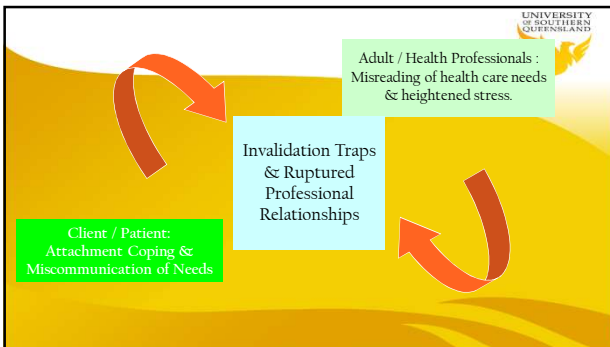 UNIVERSITY
OF SOUTHERN
QUEENSLAND
Adult / Health Professionals :
Misreading of health care needs
& heightened stress.
Invalidation Traps
& Ruptured
Professional
Relationships
Client / Patient:
Attachment Coping &
Miscommunication of Needs